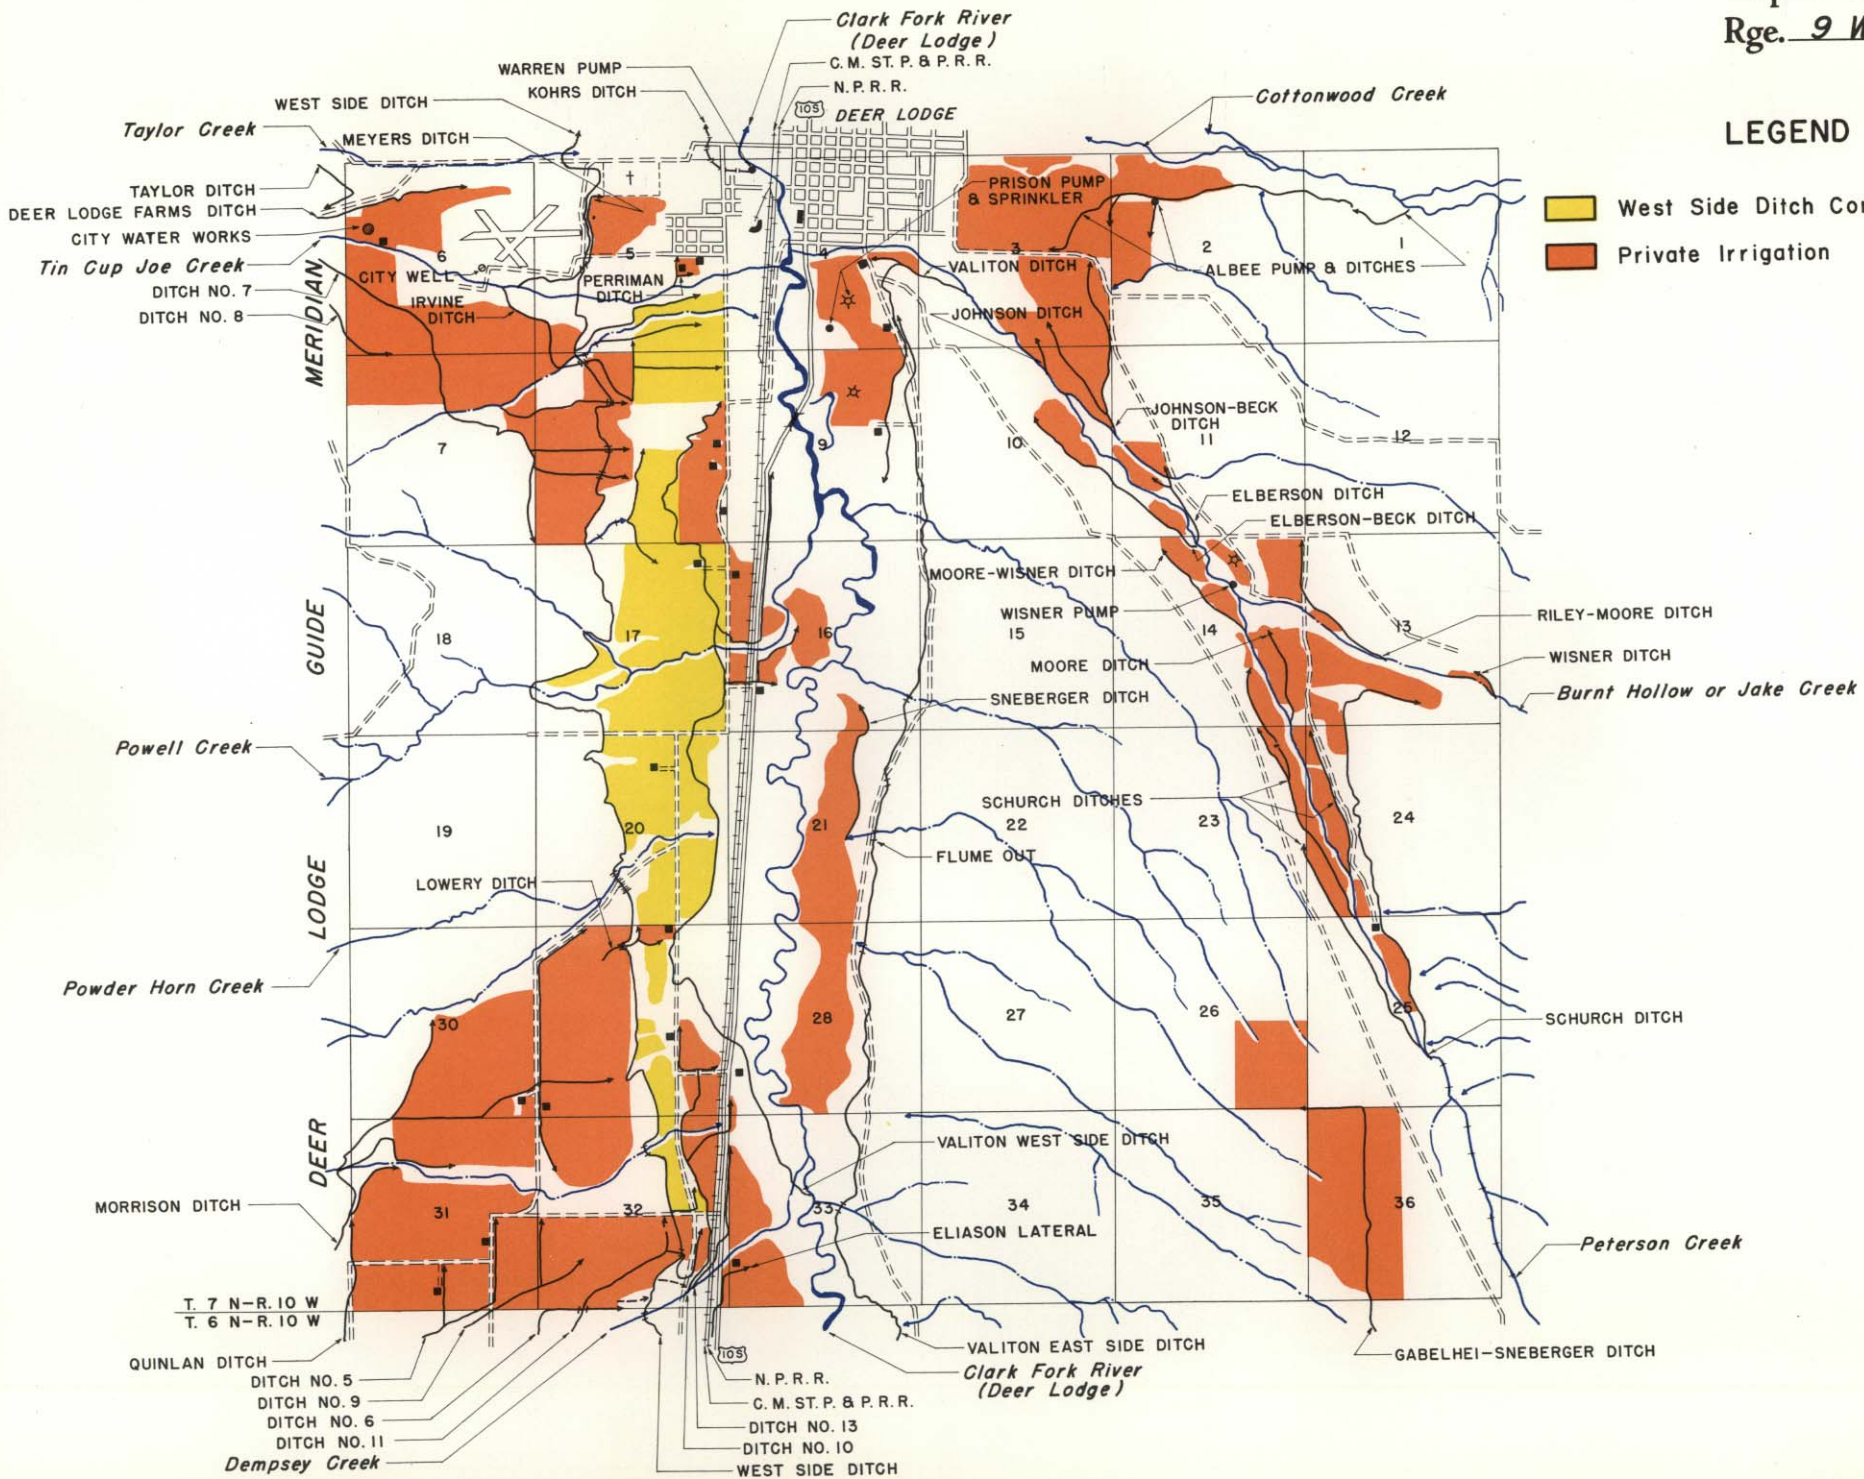 Rge. 9 W
LEGEND
West Side Ditch Co
Private Irrigation
Clark Fork River
(Deer Lodge)
C. M. ST. P. & P. R. R.
N. P. R. R.
WARREN PUMP
KOHRS DITCH
WEST SIDE DITCH
Taylor Creek
MEYERS DITCH
105
DEER LODGE
Cottonwood Creek
TAYLOR DITCH
DEER LODGE FARMS DITCH
CITY WATER WORKS
Tin Cup Joe Creek
DITCH NO. 7
DITCH NO. 8
CITY WELL
IRVINE
DITCH
PERRIMAN
DITCH
PRISON PUMP
& SPRINKLER
VALITON DITCH
ALBEE PUMP & DITCHES
JOHNSON DITCH
6
5
4
3
2
1
MERIDIAN
JOHNSON-BECK
DITCH
7
9
10
11
12
ELBERSON DITCH
ELBERSON-BECK DITCH
MOORE-WISNER DITCH
WISNER PUMP
RILEY-MOORE DITCH
GUIDE
18
17
16
15
14
13
MOORE DITCH
WISNER DITCH
SNEBERGER DITCH
Burnt Hollow or Jake Creek
Powell Creek
SCHURCH DITCHES
19
20
21
22
23
24
FLUME OUT
LOWERY DITCH
LODGE
Powder Horn Creek
30
28
27
26
25
SCHURCH DITCH
DEER
VALITON WEST SIDE DITCH
MORRISON DITCH
31
32
33
34
35
36
ELIASON LATERAL
Peterson Creek
T. 7 N-R. 10 W
T. 6 N-R. 10 W
QUINLAN DITCH
DITCH NO. 5
DITCH NO. 9
DITCH NO. 6
DITCH NO. 11
Dempsey Creek
105
VALITON EAST SIDE DITCH
Clark Fork River
(Deer Lodge)
GABELHEI-SNEBERGER DITCH
N. P. R. R.
C. M. ST. P. & P. R. R.
DITCH NO. 13
DITCH NO. 10
WEST SIDE DITCH